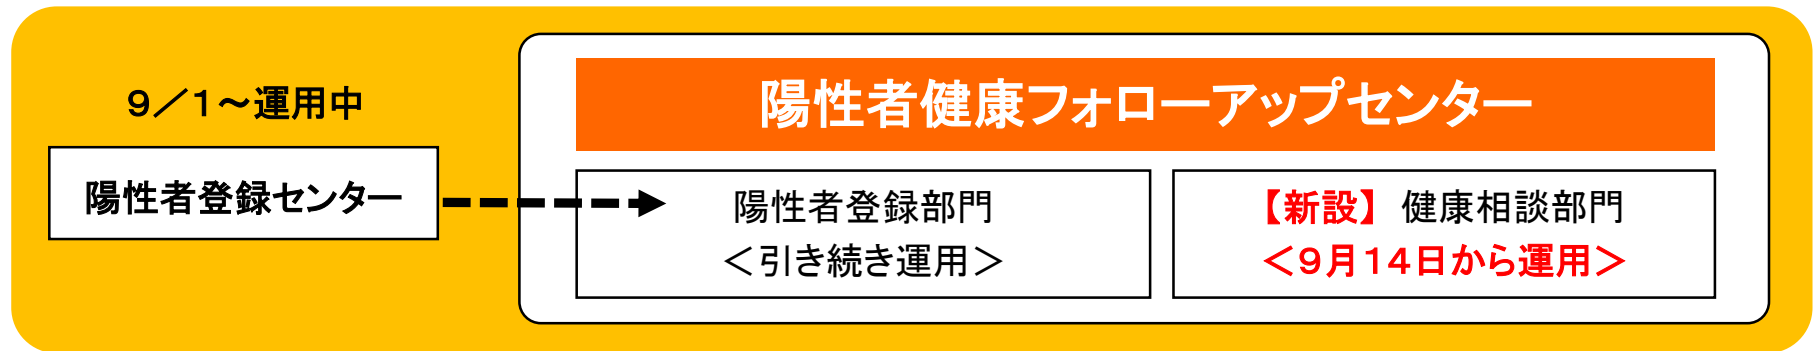 ９／１～運用中
陽性者登録センター
陽性者健康フォローアップセンター
陽性者登録部門
＜引き続き運用＞
【新設】 健康相談部門
＜９月１４日から運用＞